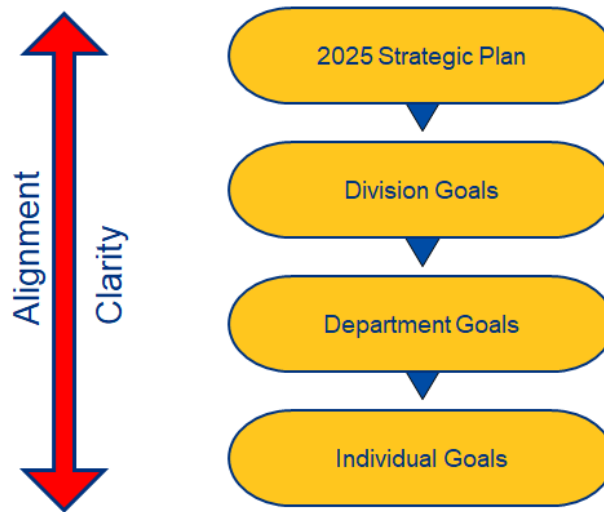 2025 Strategic Plan
Division Goals
Department Goals
Individual Goals
Alignment
Clarity